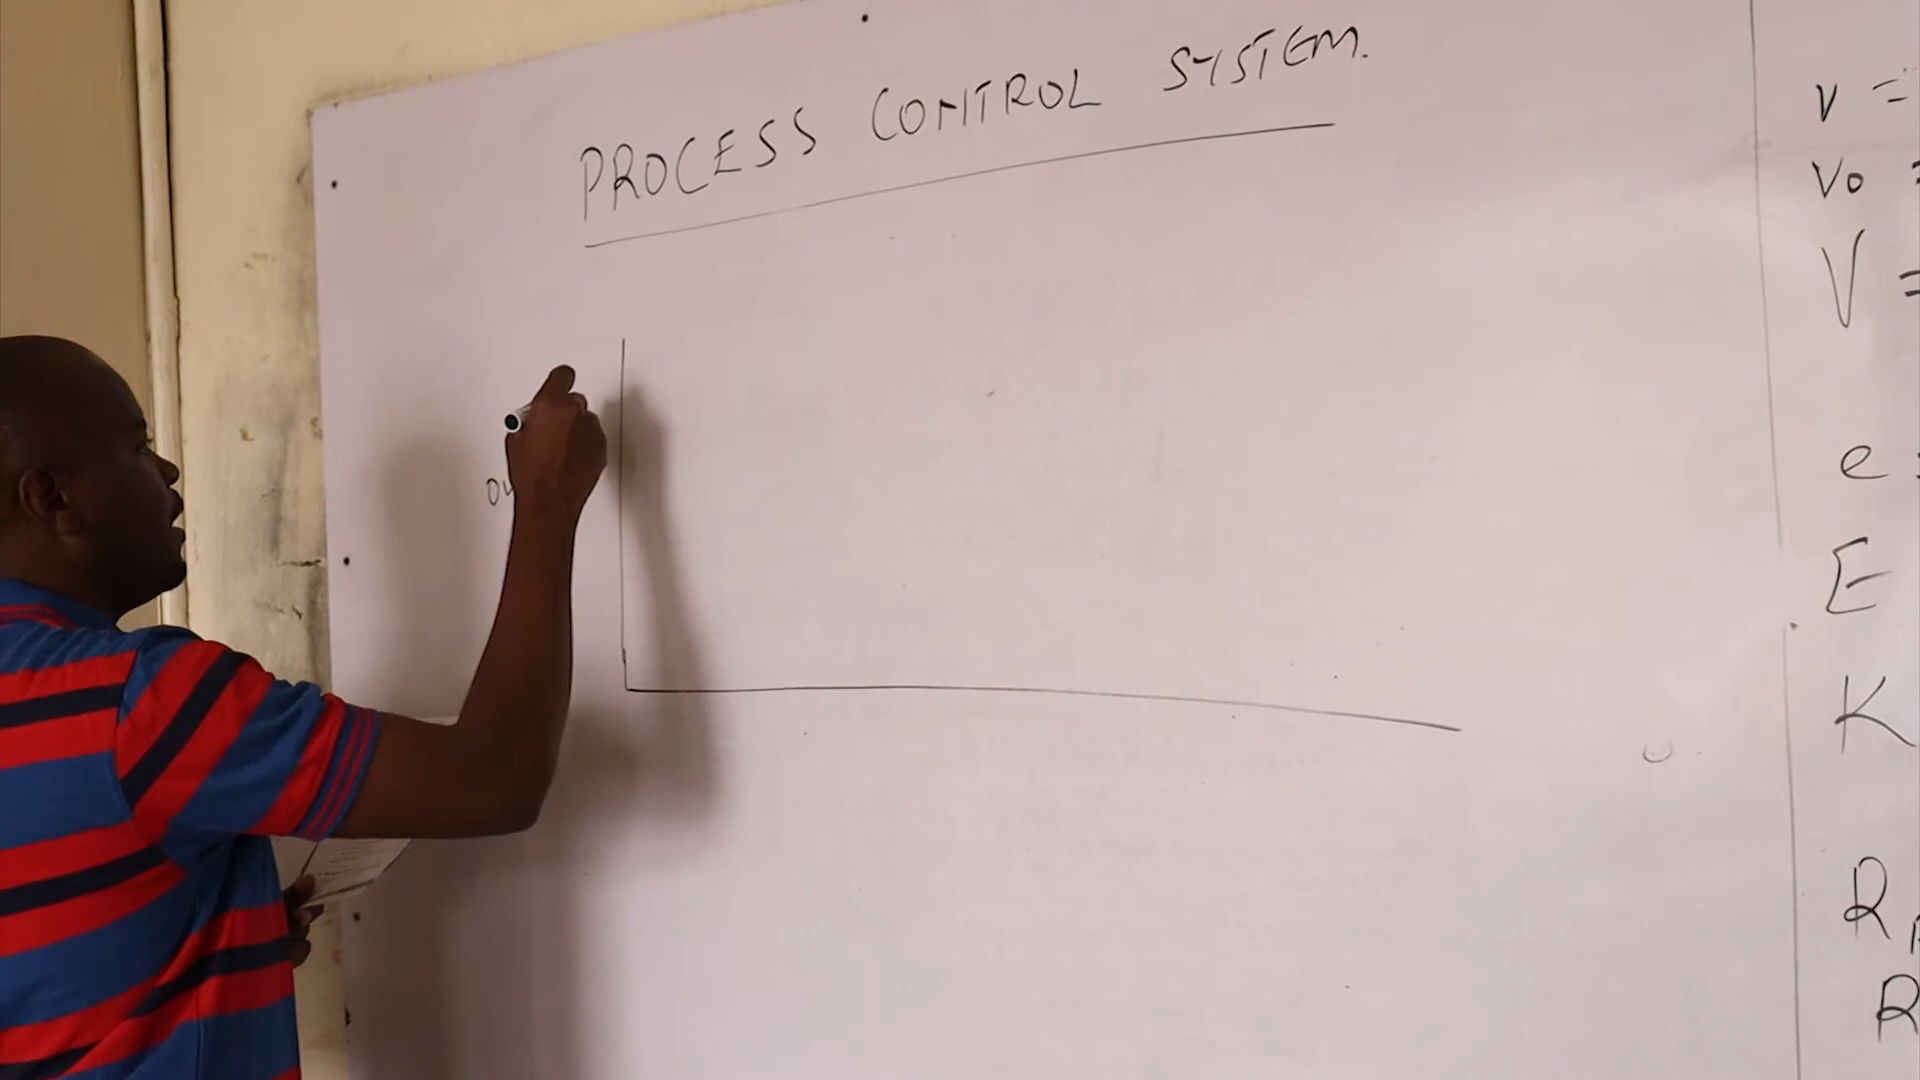 PROCESS CONTROL SYSTEM.
V =
Vo =
V =
e =
E
K
R
R